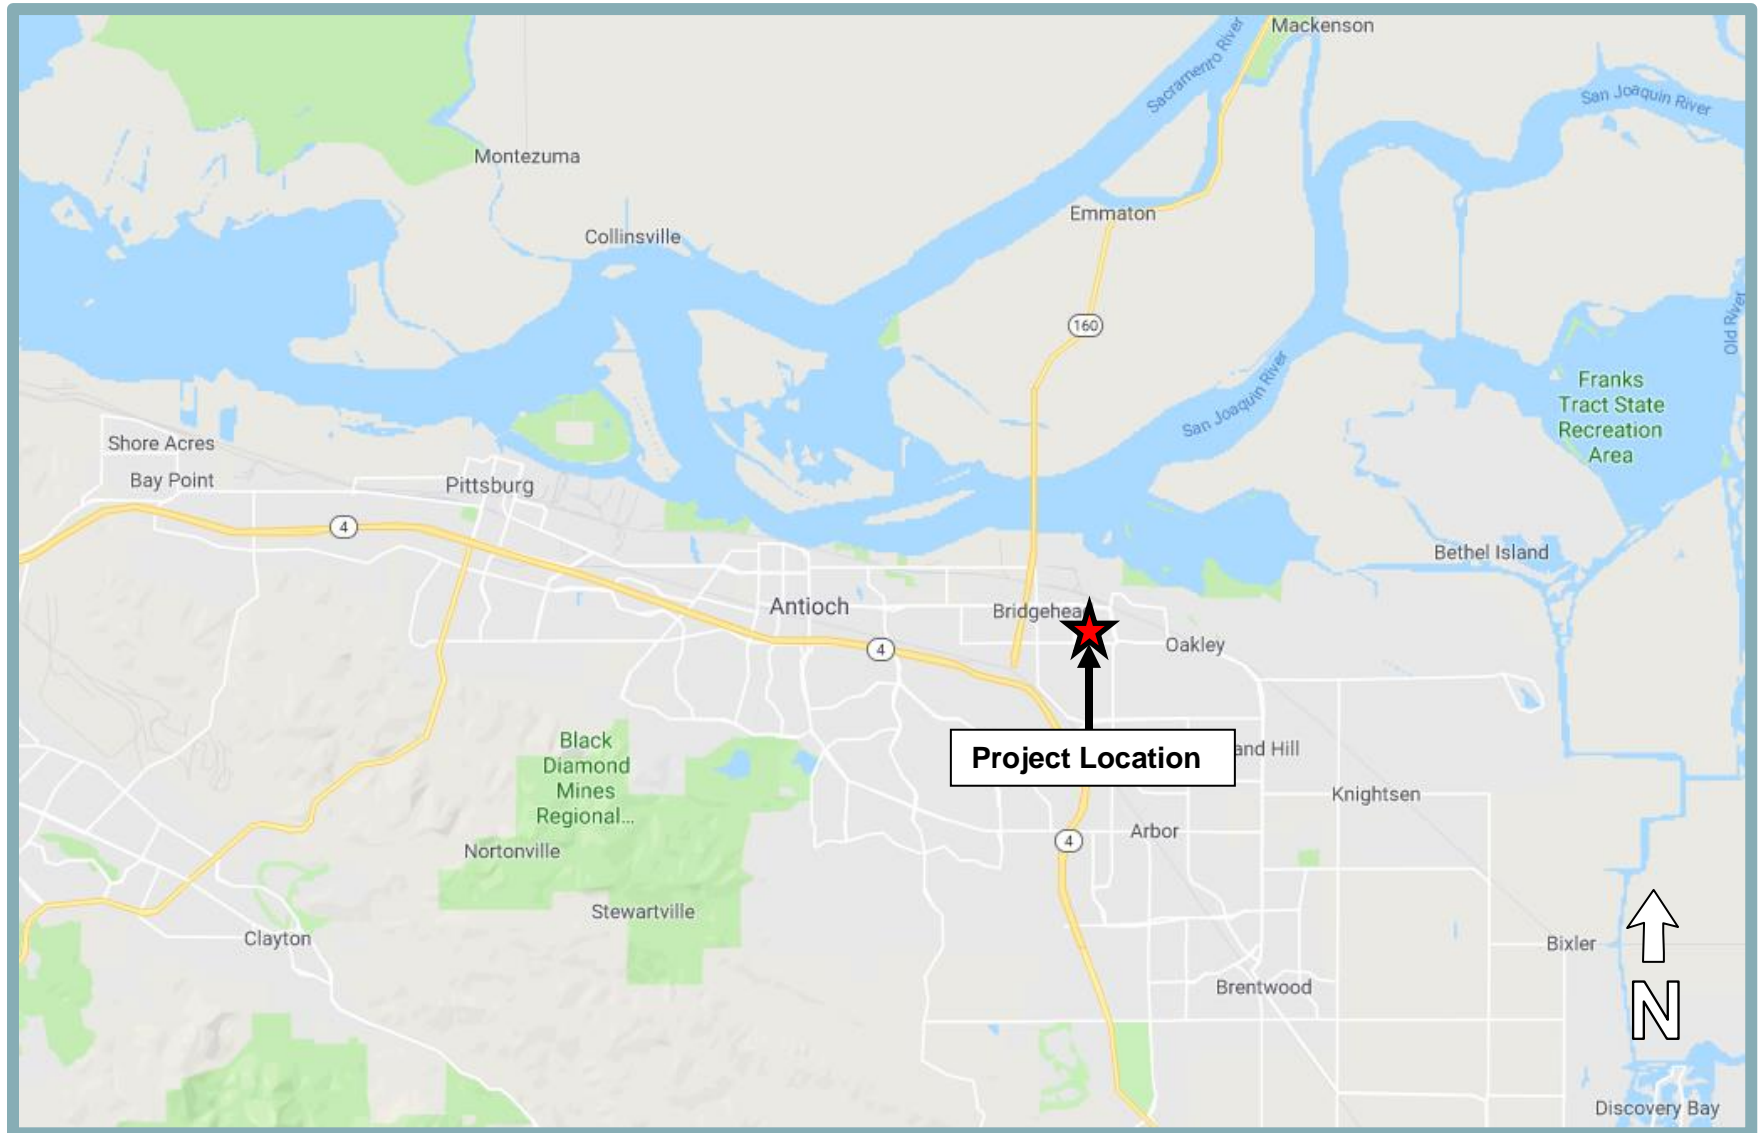 Mackenson
Sacramento River
San Joaquin River
Montezuma
Emmaton
Collinsville
160
Old River
San Joaquin River
Franks
Tract State
Recreation
Area
Shore Acres
Bay Point
Pittsburg
4
Bethel Island
Antioch
Bridgehea
Oakley
4
Black
Diamond
Mines
Regional...
Project Location
and Hill
Knightsen
Arbor
4
Nortonville
Stewartville
Clayton
Bixler
Brentwood
N
Discovery Bay